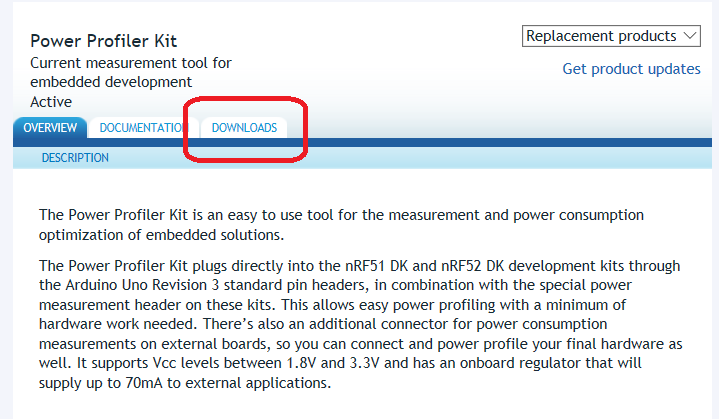 Power Profiler Kit
Replacement products
Current measurement tool for
embedded development
Get product updates
Active
OVERVIEW DOCUMENTATION DOWNLOADS
DESCRIPTION
The Power Profiler Kit is an easy to use tool for the measurement and power consumption
optimization of embedded solutions.
The Power Profiler Kit plugs directly into the nRF51 DK and nRF52 DK development kits through
the Arduino Uno Revision 3 standard pin headers, in combination with the special power
measurement header on these kits. This allows easy power profiling with a minimum of
hardware work needed. There’s also an additional connector for power consumption
measurements on external boards, so you can connect and power profile your final hardware as
well. It supports Vcc levels between 1.8V and 3.3V and has an onboard regulator that will
supply up to 70mA to external applications.